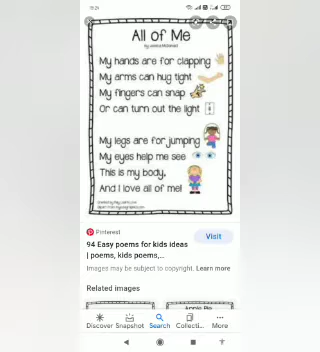 All of Me
My hands are for clapping
My arms can hug tight
My fingers can snap
Or can turn out the light
My legs are for jumping
My eyes help me see
This is my body,
And I love all of me!
Pinterest
Visit
94 Easy poems for kids ideas
| poems, kids poems,...
Images may be subject to copyright. Learn more
Related images
Discover Snapshot Search Collecti... More